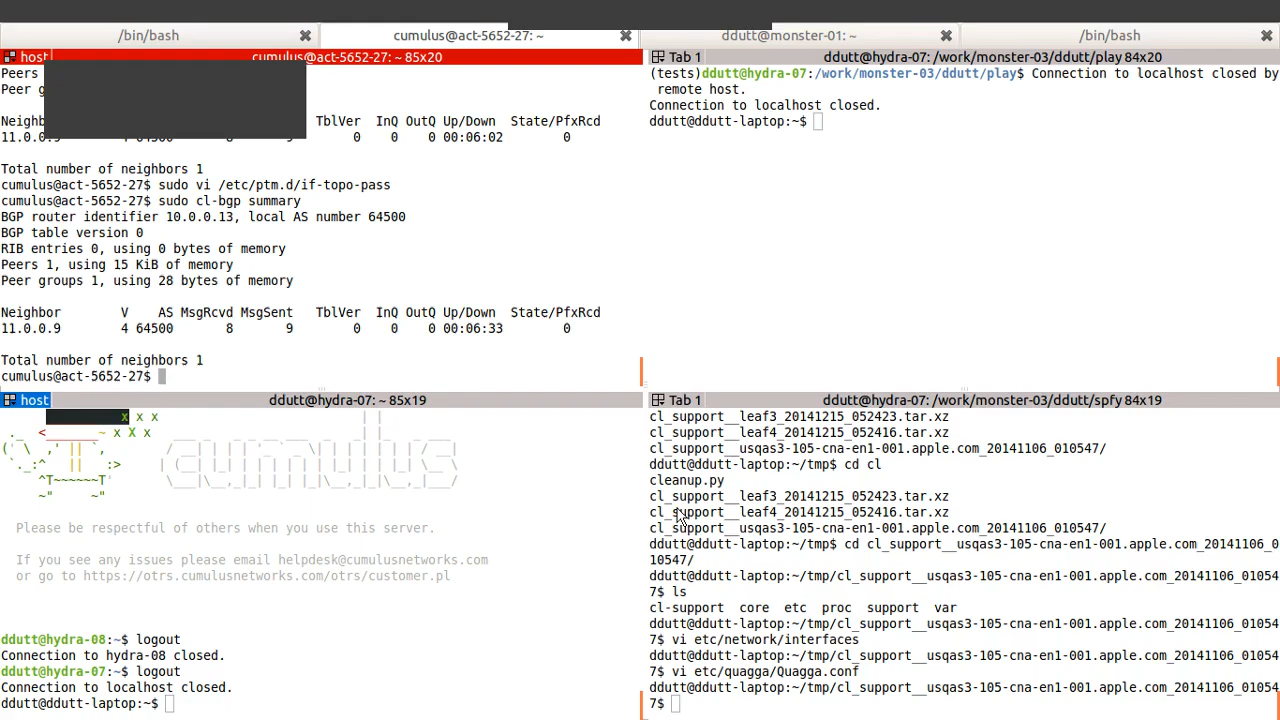 /bin/bash
cumulus@act-5652-27: ~
ddutt@monster-01: ~
/bin/bash
host
cumulus@act-5652-27: ~ 85x20
Peers
Peer g
Neighb TblVer InQ OutQ Up/Down State/PfxRcd
11.0.0.9 4 64500 8 9 0 0 0 00:06:02 0
Total number of neighbors 1
cumulus@act-5652-27$ sudo vi /etc/ptm.d/if-topo-pass
cumulus@act-5652-27$ sudo cl-bgp summary
BGP router identifier 10.0.0.13, local AS number 64500
BGP table version 0
RIB entries 0, using 0 bytes of memory
Peers 1, using 15 KiB of memory
Peer groups 1, using 28 bytes of memory
Neighbor V AS MsgRcvd MsgSent TblVer InQ OutQ Up/Down State/PfxRcd
11.0.0.9 4 64500 8 9 0 0 0 00:06:33 0
Total number of neighbors 1
cumulus@act-5652-27$
Tab 1
ddutt@hydra-07: /work/monster-03/ddutt/play 84x20
(tests)ddutt@hydra-07:/work/monster-03/ddutt/play$ Connection to localhost closed by
remote host.
Connection to localhost closed.
ddutt@ddutt-laptop:~$
host
ddutt@hydra-07: ~ 85x19
x x x
x X x
cumulus
Please be respectful of others when you use this server.
If you see any issues please email helpdesk@cumulusnetworks.com
or go to https://otrs.cumulusnetworks.com/otrs/customer.pl
ddutt@hydra-08:~$ logout
Connection to hydra-08 closed.
ddutt@hydra-07:~$ logout
Connection to localhost closed.
ddutt@ddutt-laptop:~$
Tab 1
ddutt@hydra-07: /work/monster-03/ddutt/spfy 84x19
cl_support__leaf3_20141215_052423.tar.xz
cl_support__leaf4_20141215_052416.tar.xz
cl_support__usqas3-105-cna-en1-001.apple.com_20141106_010547/
ddutt@ddutt-laptop:~/tmp$ cd cl
cleanup.py
cl_support__leaf3_20141215_052423.tar.xz
cl_support__leaf4_20141215_052416.tar.xz
cl_support__usqas3-105-cna-en1-001.apple.com_20141106_010547/
ddutt@ddutt-laptop:~/tmp$ cd cl_support__usqas3-105-cna-en1-001.apple.com_20141106_0
10547/
ddutt@ddutt-laptop:~/tmp/cl_support__usqas3-105-cna-en1-001.apple.com_20141106_01054
7$ ls
cl-support core etc proc support var
ddutt@ddutt-laptop:~/tmp/cl_support__usqas3-105-cna-en1-001.apple.com_20141106_01054
7$ vi etc/network/interfaces
ddutt@ddutt-laptop:~/tmp/cl_support__usqas3-105-cna-en1-001.apple.com_20141106_01054
7$ vi etc/quagga/Quagga.conf
ddutt@ddutt-laptop:~/tmp/cl_support__usqas3-105-cna-en1-001.apple.com_20141106_01054
7$